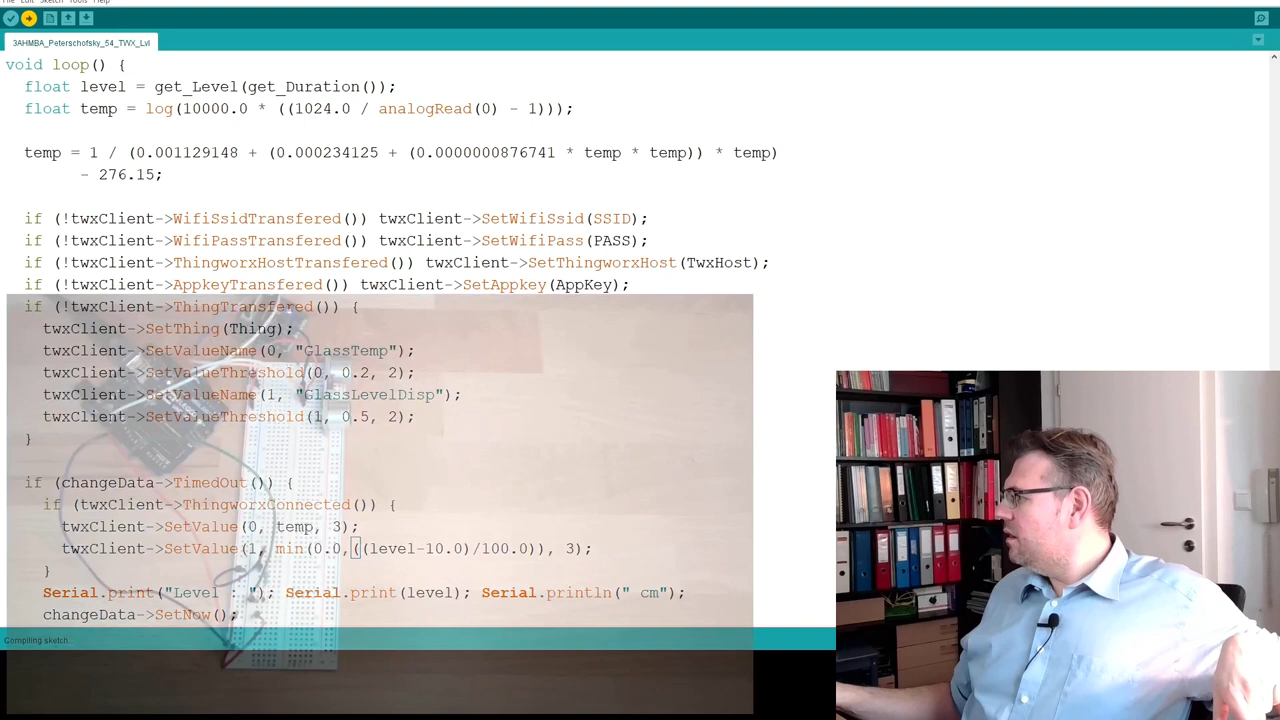 File Edit Sketch Tools Help
3AHMBA_Peterschofsky_54_TWX_Lvl
void loop() {
float level = get_Level(get_Duration());
float temp = log(10000.0 * ((1024.0 / analogRead(0) - 1)));
temp = 1 / (0.001129148 + (0.000234125 + (0.0000000876741 * temp * temp)) * temp)
- 276.15;
if (!twxClient->WifiSsidTransfered()) twxClient->SetWifiSsid(SSID);
if (!twxClient->WifiPassTransfered()) twxClient->SetWifiPass(PASS);
if (!twxClient->ThingworxHostTransfered()) twxClient->SetThingworxHost(TwxHost);
if (!twxClient->AppkeyTransfered()) twxClient->SetAppkey(AppKey);
if (!twxClient->ThingTransfered()) {
twxClient->SetThing(Thing);
twxClient->SetValueName(0, "GlassTemp");
twxClient->SetValueThreshold(0, 0.2, 2);
twxClient->SetValueName(1, "GlassLevelDisp");
twxClient->SetValueThreshold(1, 0.5, 2);
}
if (changeData->TimedOut()) {
if (twxClient->ThingworxConnected()) {
twxClient->SetValue(0, temp, 3);
twxClient->SetValue(1, min(0.0,((level-10.0)/100.0)), 3);
}
Serial.print("Level : "); Serial.print(level); Serial.println(" cm");
changeData->SetNow();
Compiling sketch...